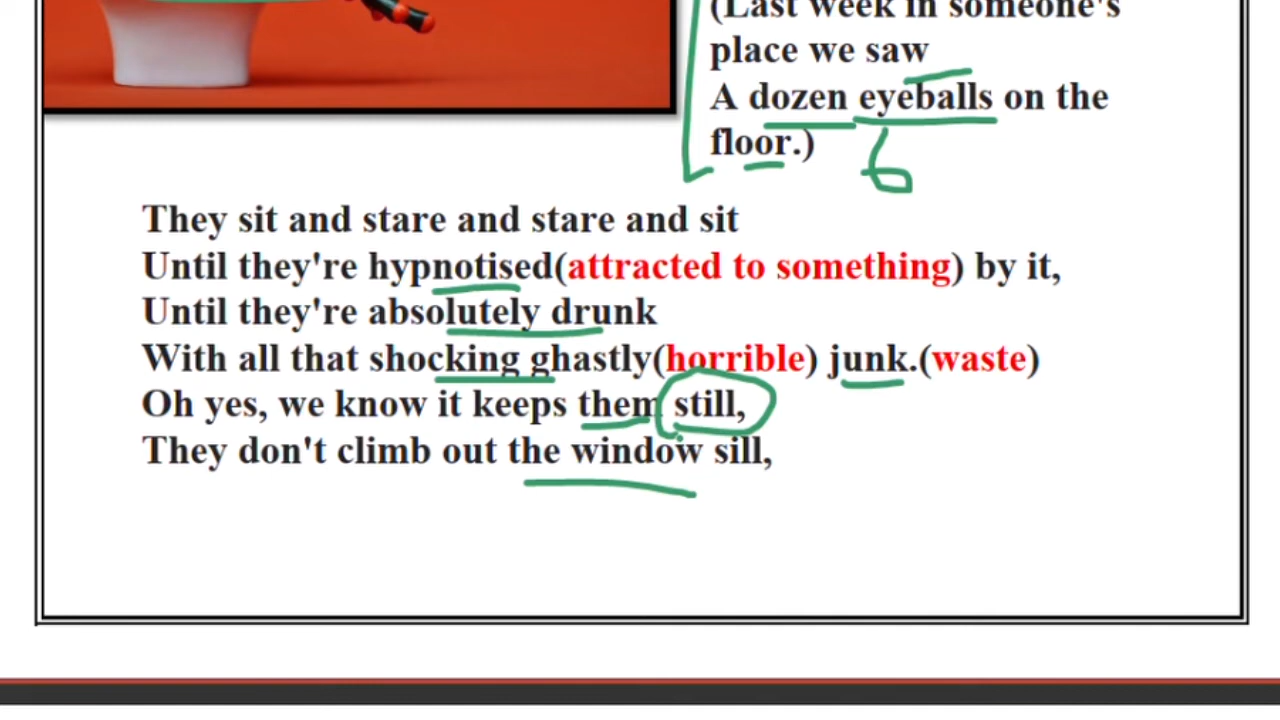 (Last week in someone's
place we saw
A dozen eyeballs on the
floor.)
6
They sit and stare and stare and sit
Until they're hypnotised(attracted to something) by it,
Until they're absolutely drunk
With all that shocking ghastly(horrible) junk.(waste)
Oh yes, we know it keeps them still,
They don't climb out the window sill,